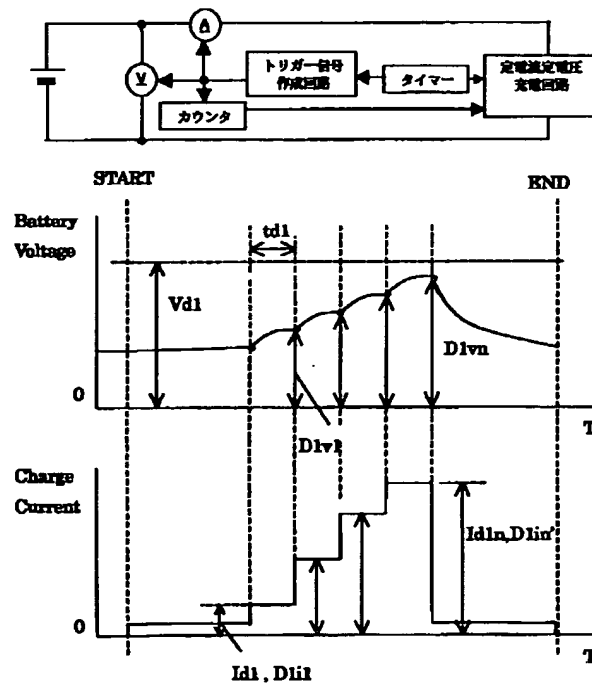 A
V
トリガー信号
作成回路
タイマー
定電流定電圧
充電回路
カウンタ
START
END
Battery
Voltage
td1
Vd1
D1vn
0
D1v1
T
Charge
Current
Id1n,D1in
0
T
Id1 , D1i1